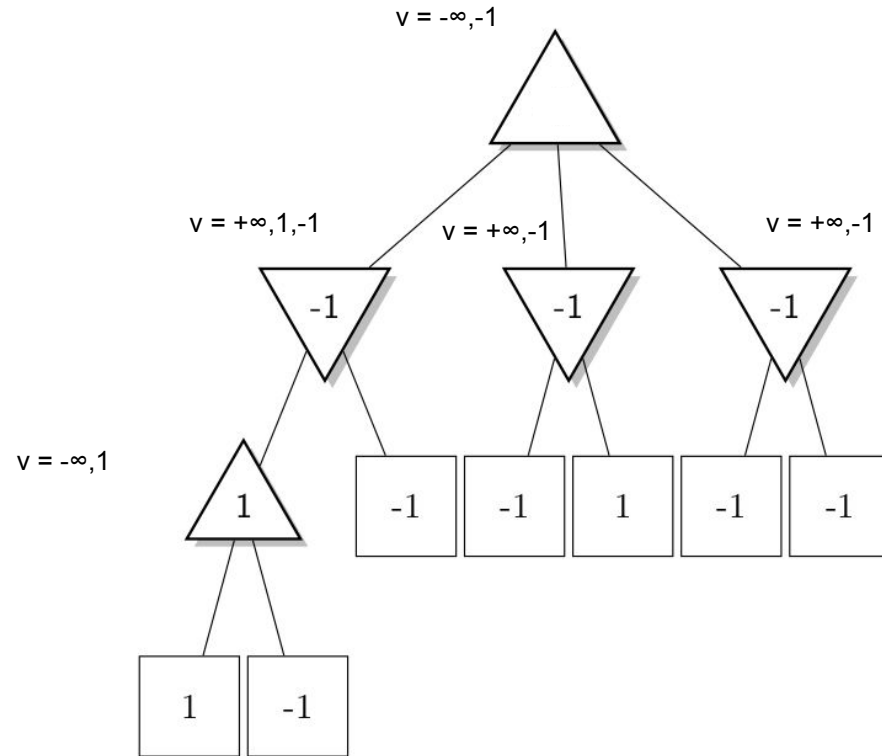 v = -∞,-1
v = +∞,1,-1
v = +∞,-1
v = +∞,-1
-1
-1
-1
v = -∞,1
1
-1
-1
1
-1
-1
1
-1